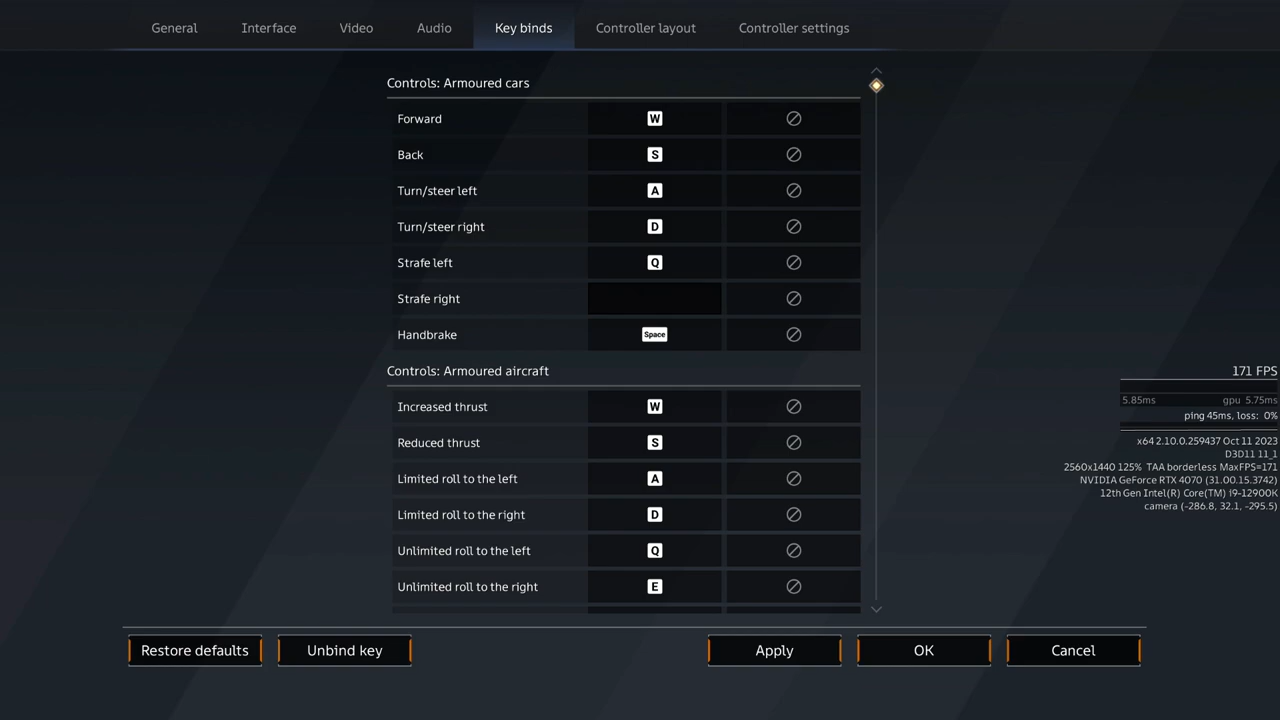 General Interface Video Audio Key binds Controller layout Controller settings
Controls: Armoured cars
Forward W
Back S
Turn/steer left A
Turn/steer right D
Strafe left Q
Strafe right
Handbrake Space
Controls: Armoured aircraft
Increased thrust W
Reduced thrust S
Limited roll to the left A
Limited roll to the right D
Unlimited roll to the left Q
Unlimited roll to the right E
171 FPS
5.85ms gpu 5.75ms
ping 45ms, loss: 0%
x64 2.10.0.259437 Oct 11 2023
D3D11 11_1
2560x1440 125% TAA borderless MaxFPS=171
NVIDIA GeForce RTX 4070 (31.00.15.3742)
12th Gen Intel(R) Core(TM) i9-12900K
camera (-286.8, 32.1, -295.5)
Restore defaults Unbind key Apply OK Cancel